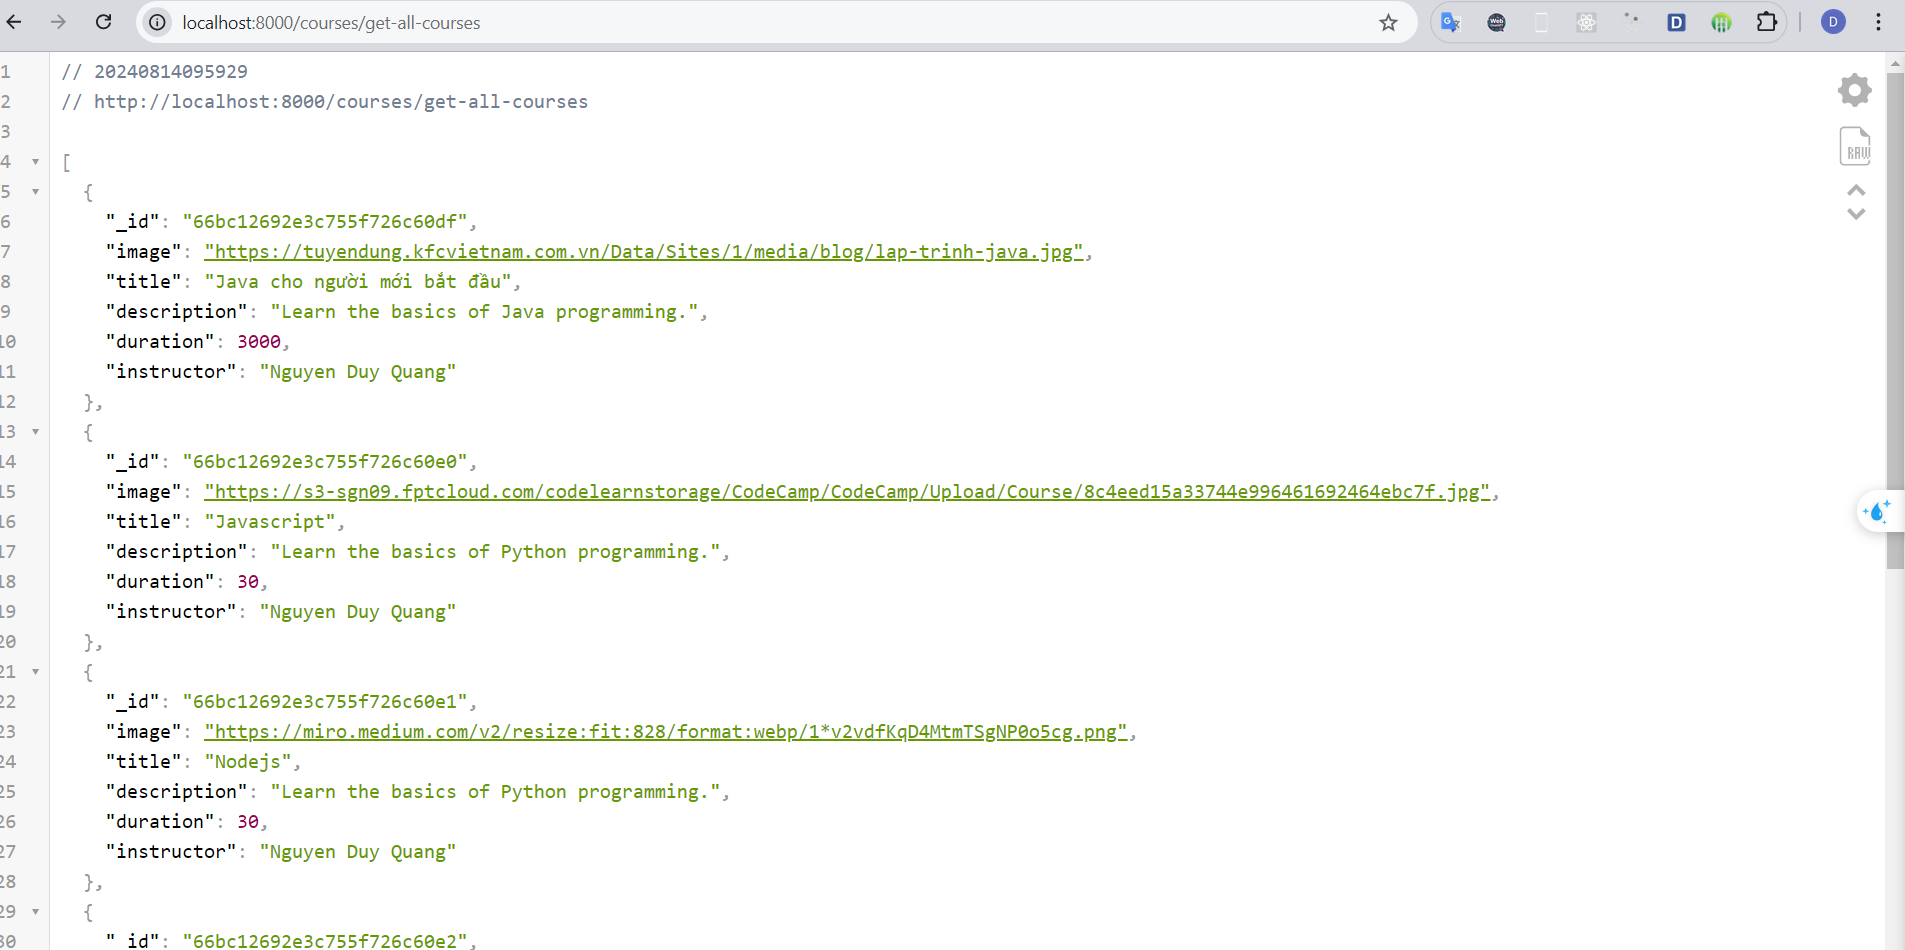 localhost:8000/courses/get-all-courses
D
D
1 // 20240814095929
2 // http://localhost:8000/courses/get-all-courses
3
4 [
5 {
6 "_id": "66bc12692e3c755f726c60df",
7 "image": "https://tuyendung.kfcvietnam.com.vn/Data/Sites/1/media/blog/lap-trinh-java.jpg",
8 "title": "Java cho người mới bắt đầu",
9 "description": "Learn the basics of Java programming.",
10 "duration": 3000,
11 "instructor": "Nguyen Duy Quang"
12 },
13 {
14 "_id": "66bc12692e3c755f726c60e0",
15 "image": "https://s3-sgn09.fptcloud.com/codelearnstorage/CodeCamp/CodeCamp/Upload/Course/8c4eed15a33744e996461692464ebc7f.jpg",
16 "title": "Javascript",
17 "description": "Learn the basics of Python programming.",
18 "duration": 30,
19 "instructor": "Nguyen Duy Quang"
20 },
21 {
22 "_id": "66bc12692e3c755f726c60e1",
23 "image": "https://miro.medium.com/v2/resize:fit:828/format:webp/1*v2vdfKqD4MtmTSgNP0o5cg.png",
24 "title": "Nodejs",
25 "description": "Learn the basics of Python programming.",
26 "duration": 30,
27 "instructor": "Nguyen Duy Quang"
28 },
29 {
30 "_id": "66bc12692e3c755f726c60e2",
RAW